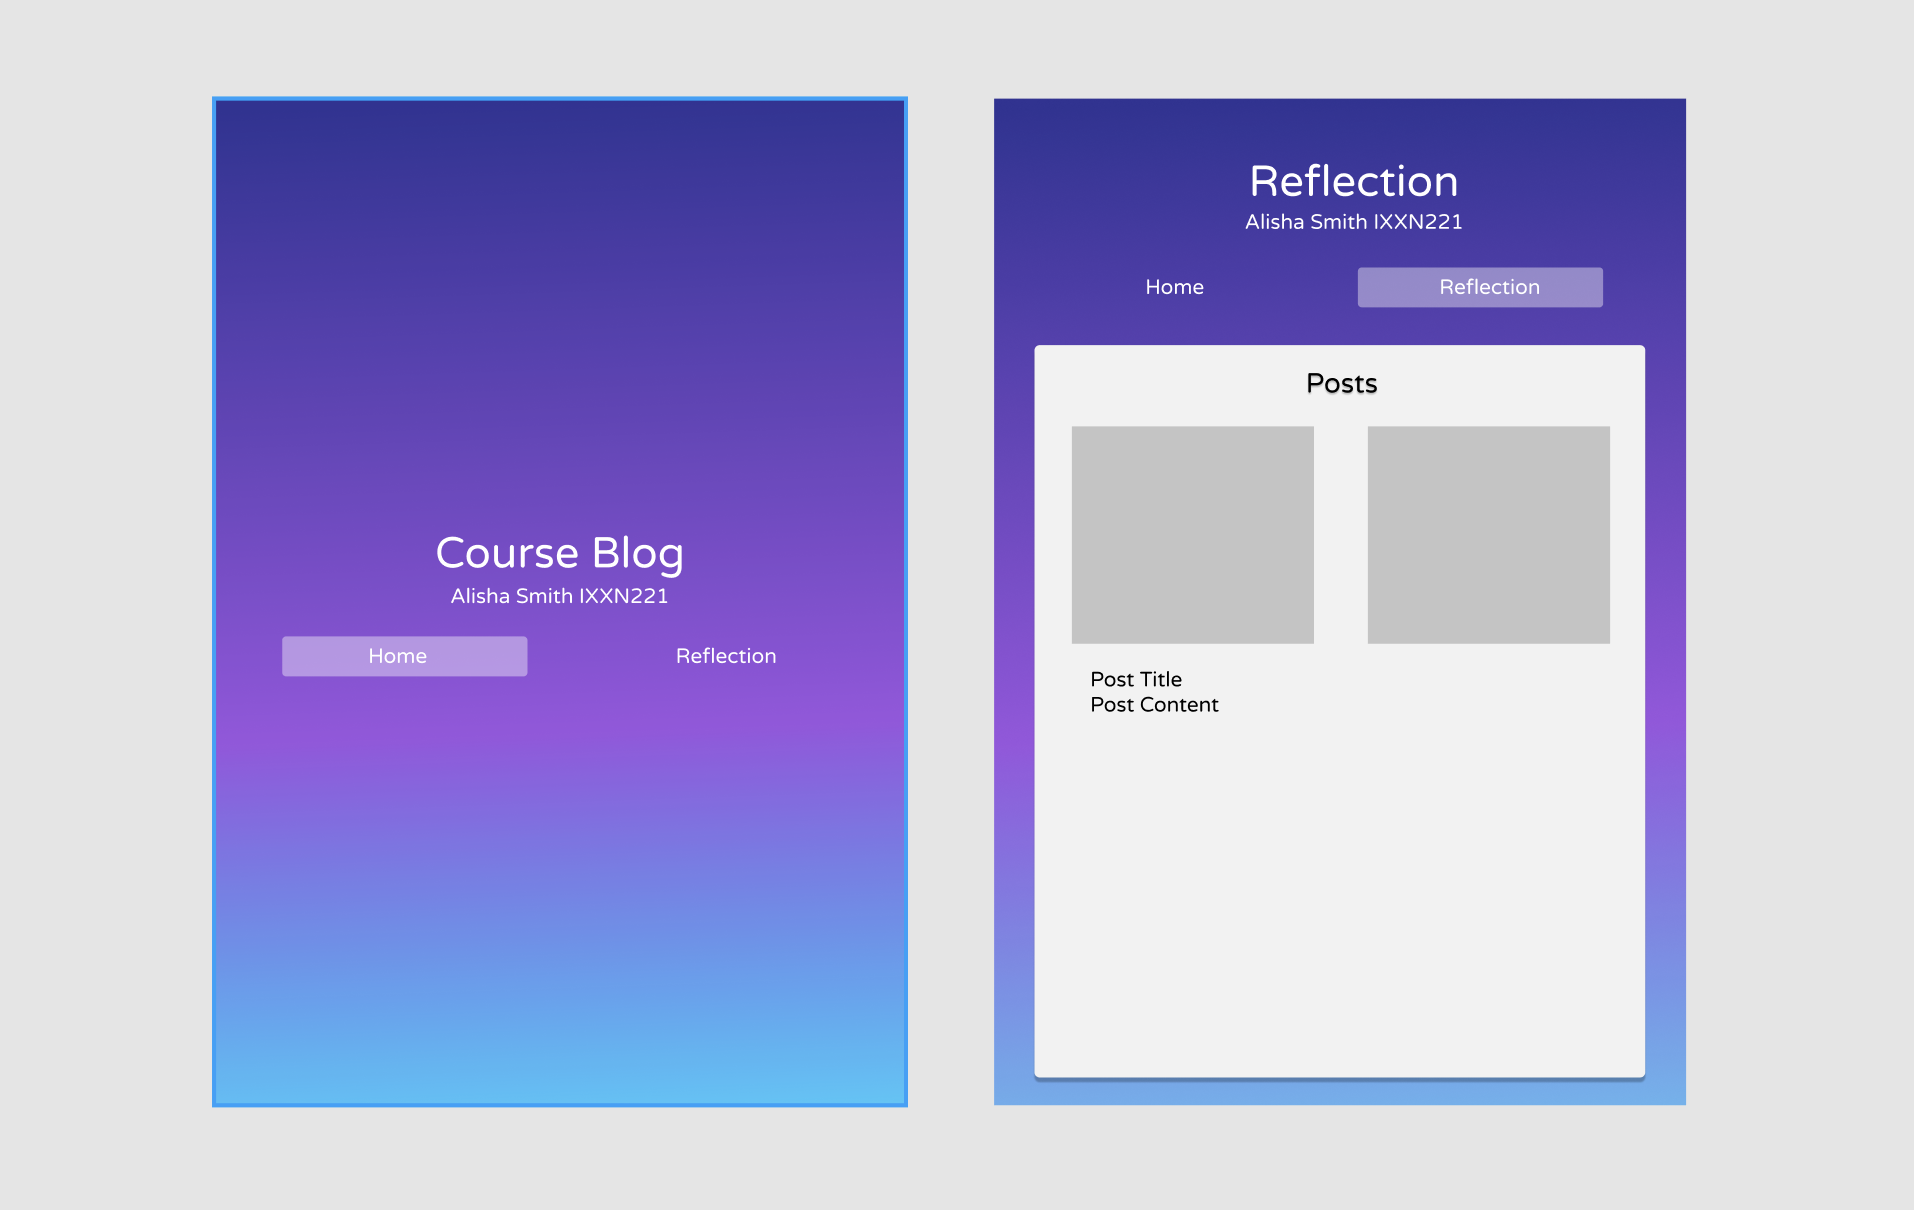 Course Blog
Alisha Smith IXXN221
Home
Reflection
Reflection
Alisha Smith IXXN221
Home
Reflection
Posts
Post Title
Post Content